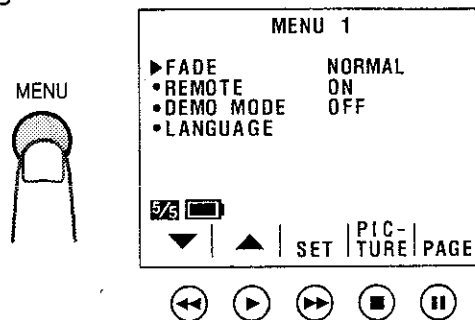 MENU 1
▶FADE NORMAL
•REMOTE ON
•DEMO MODE OFF
•LANGUAGE
MENU
5/5
SET PIC-TURE PAGE